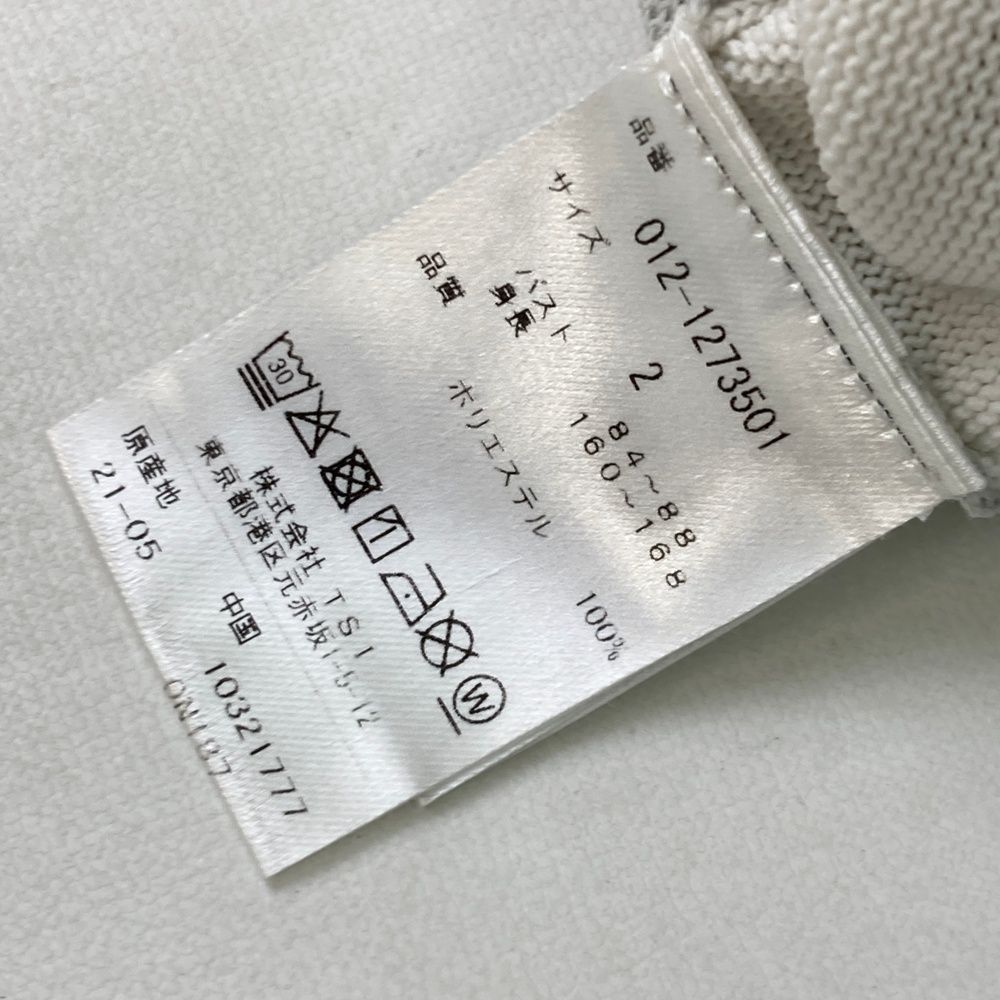 品番 012-1273501
サイズ 2
バスト 84~88
身長 160~168
品質 ポリエステル 100%
30
1
W
株式会社 TSI
東京都港区元赤坂1-5-12
原産地 中国 10321777
21-05